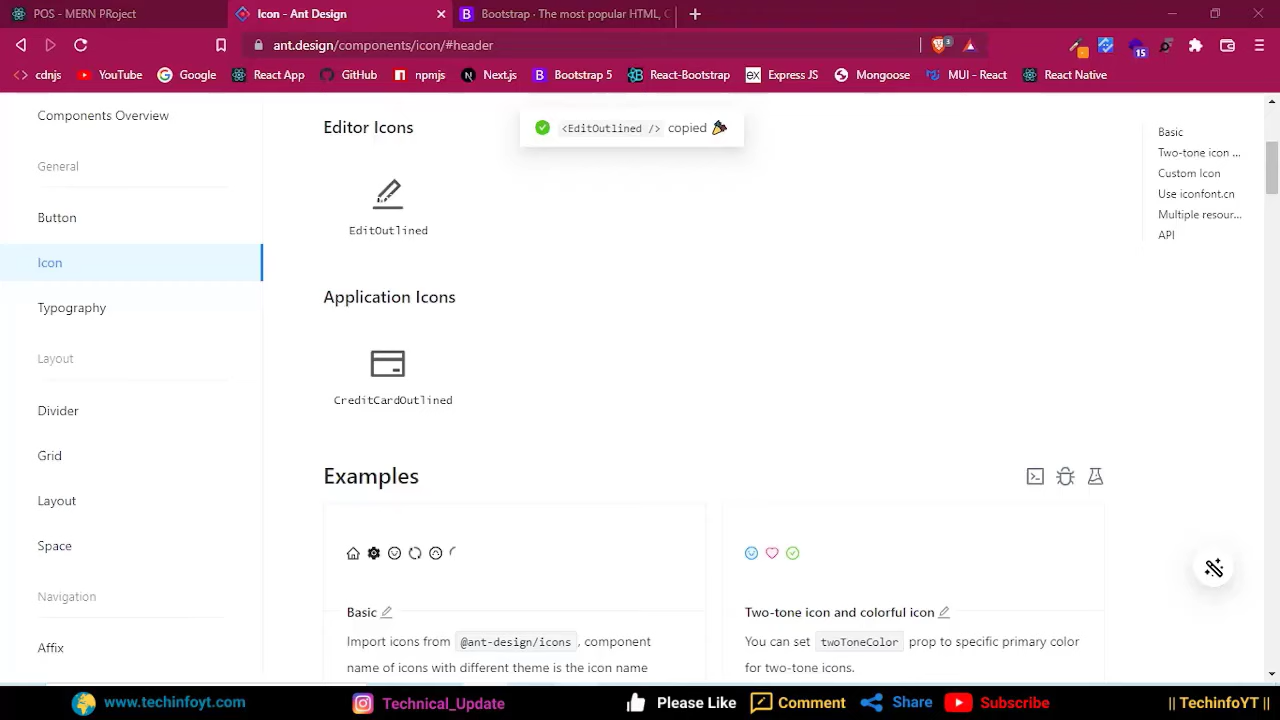 POS - MERN PRoject
Icon - Ant Design
Bootstrap · The most popular HTML, C
ant.design/components/icon/#header
3
15
cdnjs
YouTube
Google
React App
GitHub
npmjs
Next.js
Bootstrap 5
React-Bootstrap
Express JS
Mongoose
MUI - React
React Native
Components Overview
General
Button
Icon
Typography
Layout
Divider
Grid
Layout
Space
Navigation
Affix
<EditOutlined /> copied
Editor Icons
EditOutlined
Application Icons
CreditCardOutlined
Examples
Basic
Import icons from @ant-design/icons, component
name of icons with different theme is the icon name
Two-tone icon and colorful icon
You can set twoToneColor prop to specific primary color
for two-tone icons.
Basic
Two-tone icon ...
Custom Icon
Use iconfont.cn
Multiple resour...
API
www.techinfoyt.com
Technical_Update
Please Like
Comment
Share
Subscribe
|| TechinfoYT ||